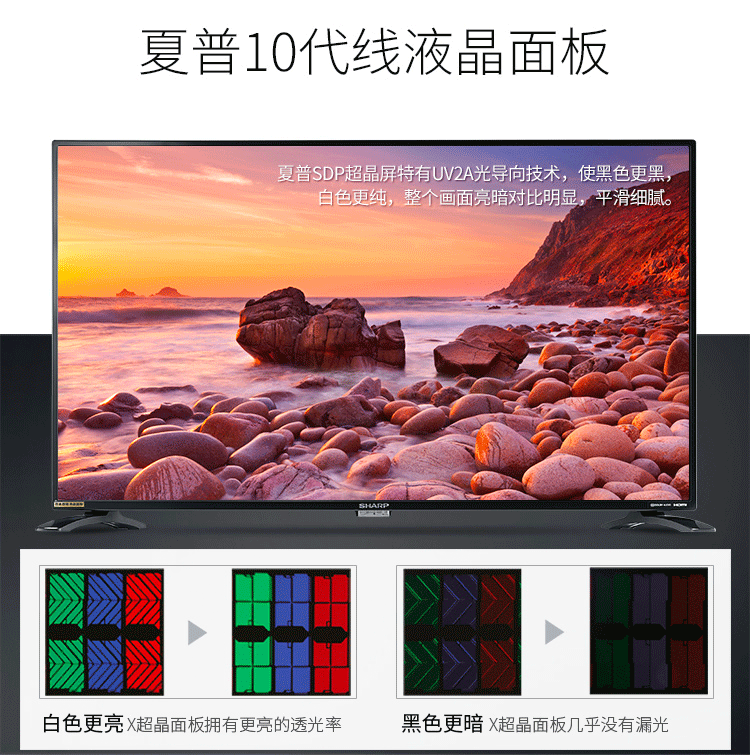 夏普10代线液晶面板
夏普SDP超晶屏特有UV2A光导向技术，使黑色更黑，
白色更纯，整个画面亮暗对比明显，平滑细腻。
SHARP
HDMI
白色更亮 X超晶面板拥有更亮的透光率
黑色更暗 X超晶面板几乎没有漏光